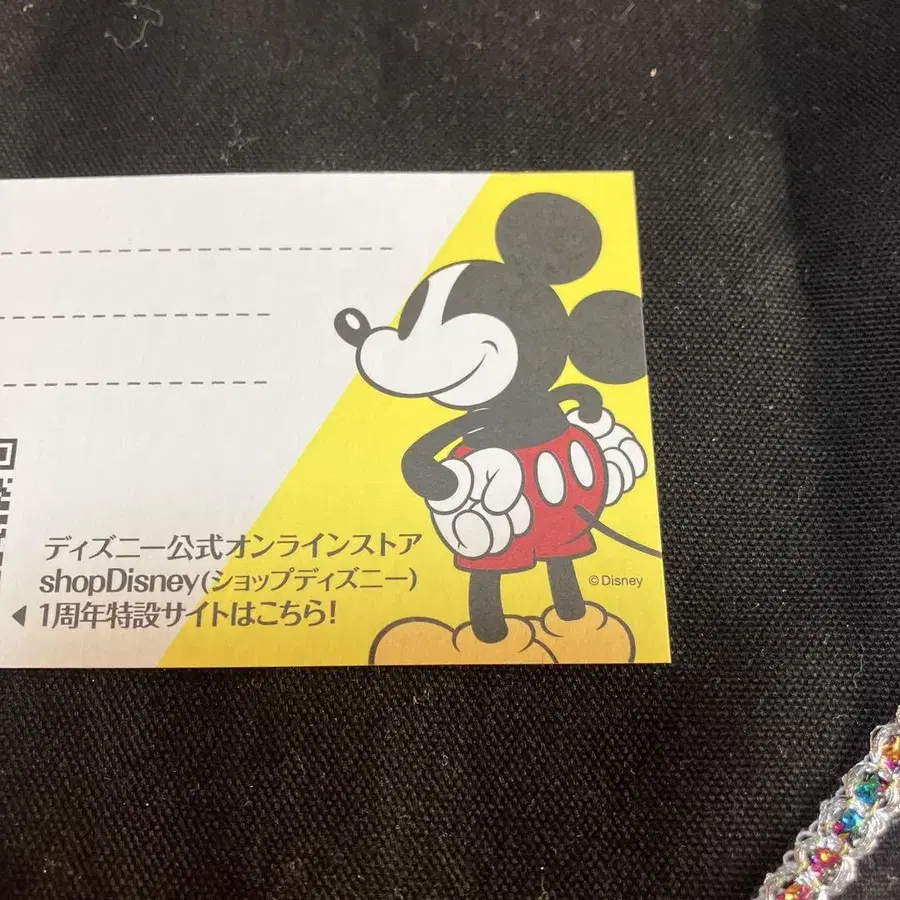 ディズニー公式オンラインストア
shopDisney(ショップディズニー)
◀ 1周年特設サイトはこちら!
©Disney